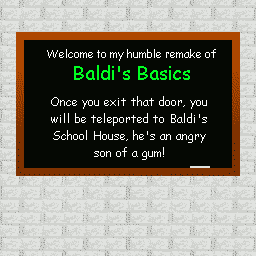 Welcome to my humble remake of
Baldi's Basics
Once you exit that door, you
will be teleported to Baldi's
School House, he's an angry
son of a gum!